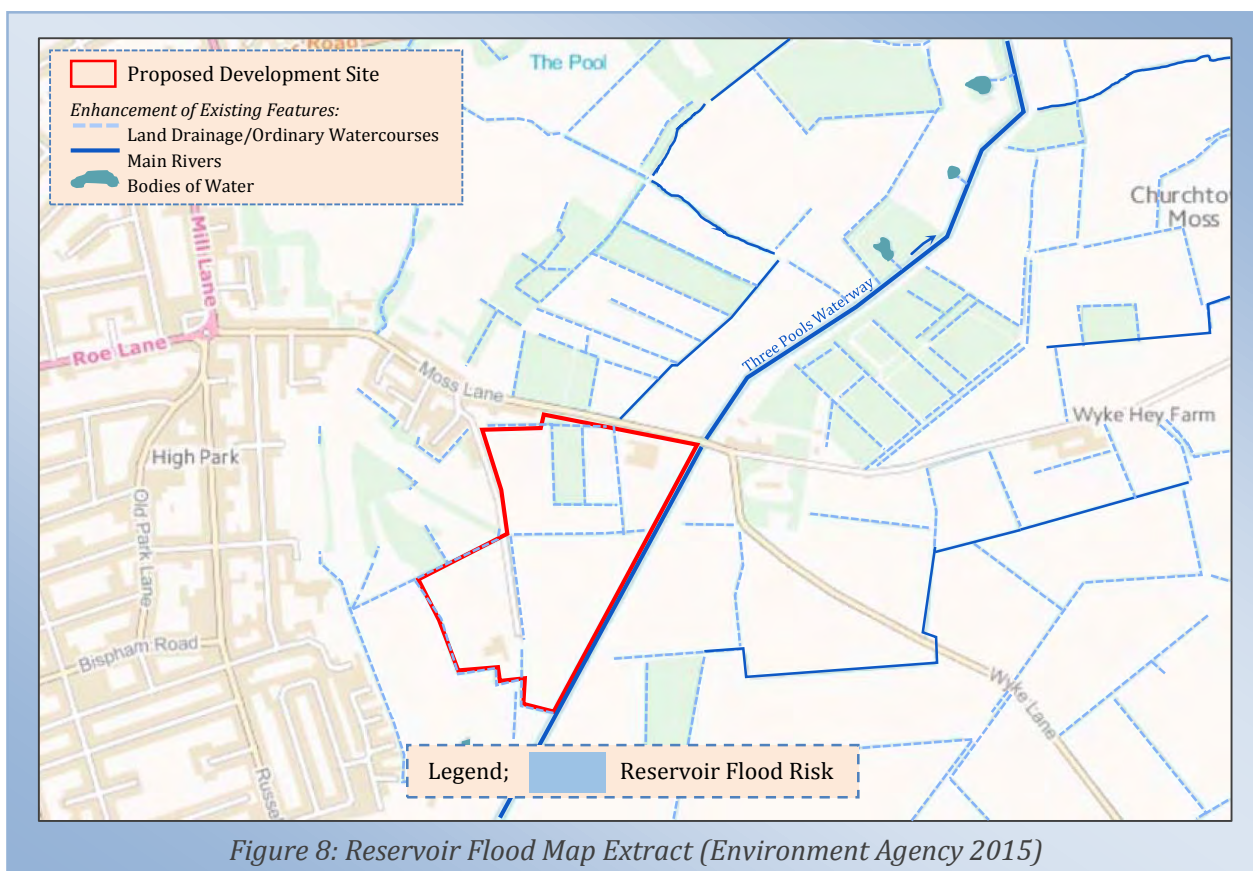 Road
Proposed Development Site
Enhancement of Existing Features:
Land Drainage/Ordinary Watercourses
Main Rivers
Bodies of Water
The Pool
Mill Lane
Churchto
Moss
Roe Lane
Moss Lane
Three Pools Waterway
Wyke Hey Farm
High Park
Old Park Lane
Bispham Road
Wyke Lane
Russe
Legend;
Reservoir Flood Risk
Figure 8: Reservoir Flood Map Extract (Environment Agency 2015)